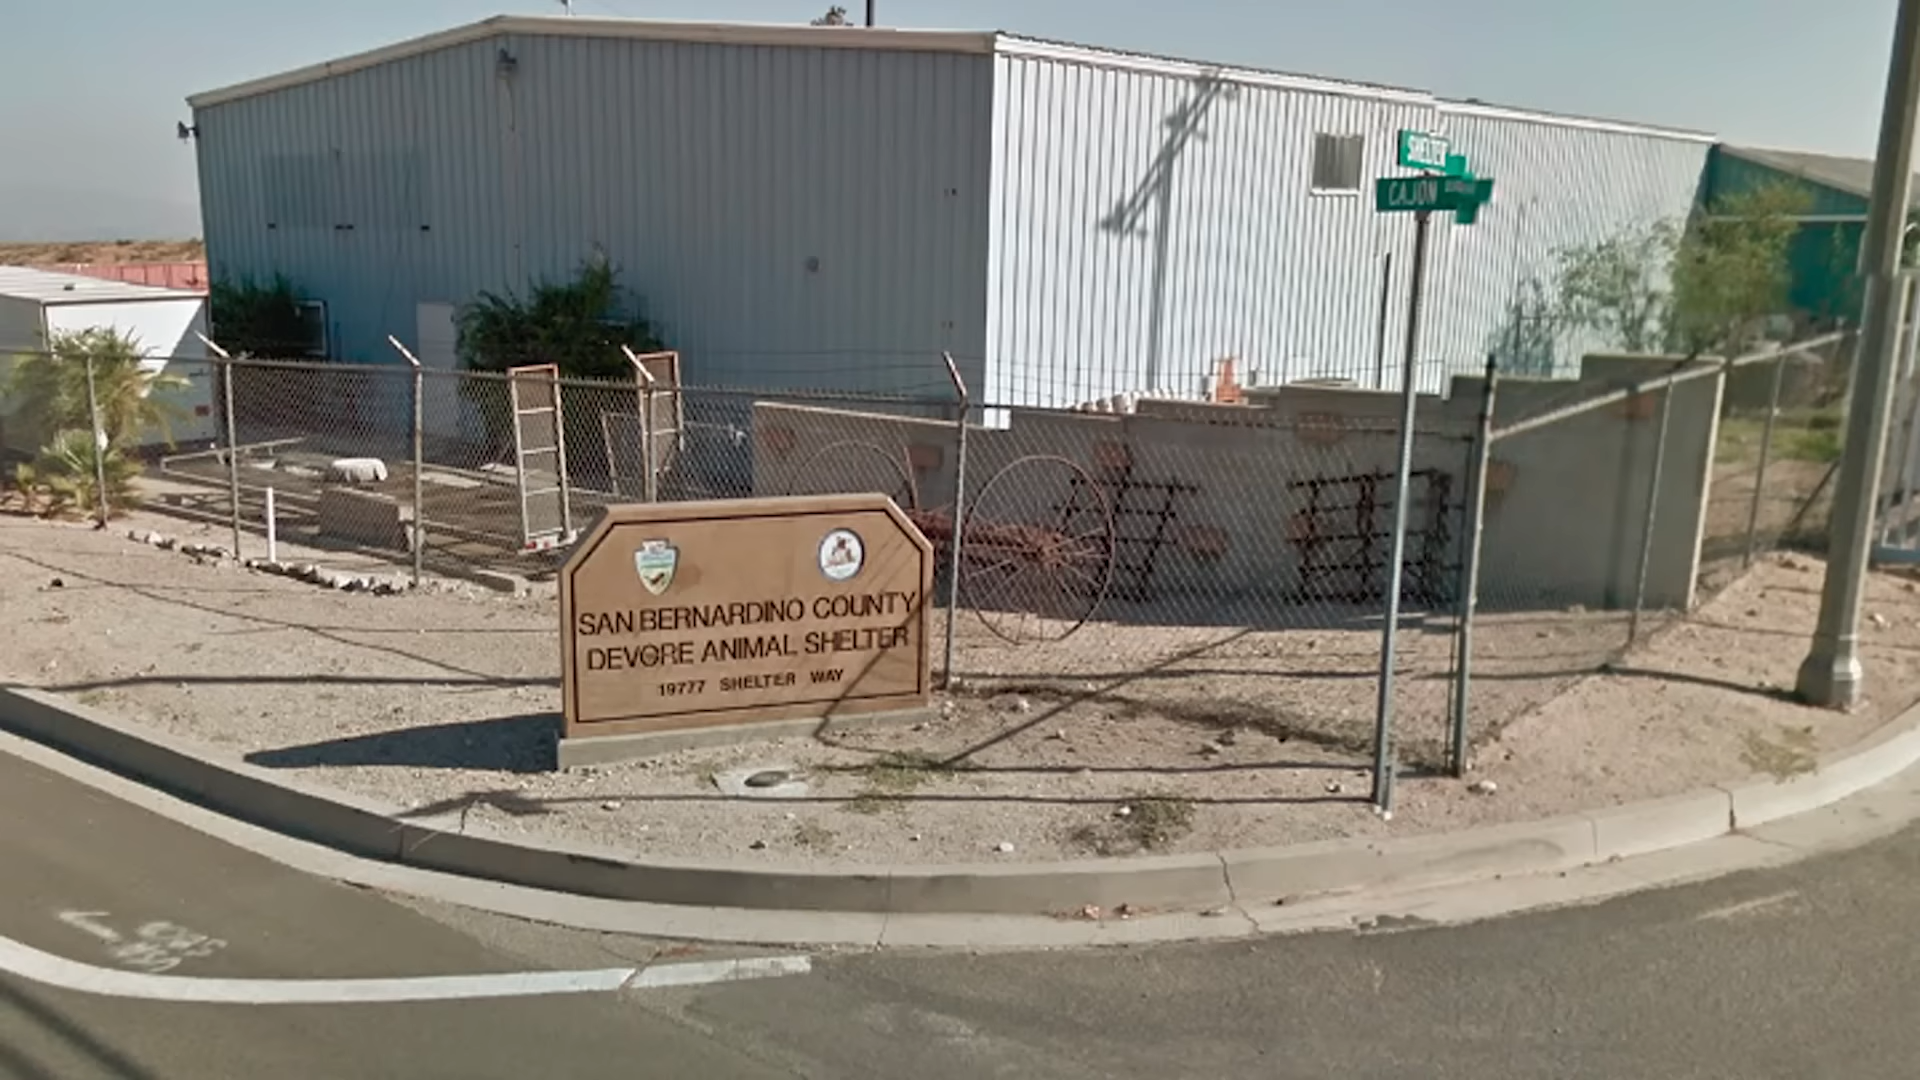 SHELTER
CAJON
SAN BERNARDINO COUNTY
DEVORE ANIMAL SHELTER
19777 SHELTER WAY